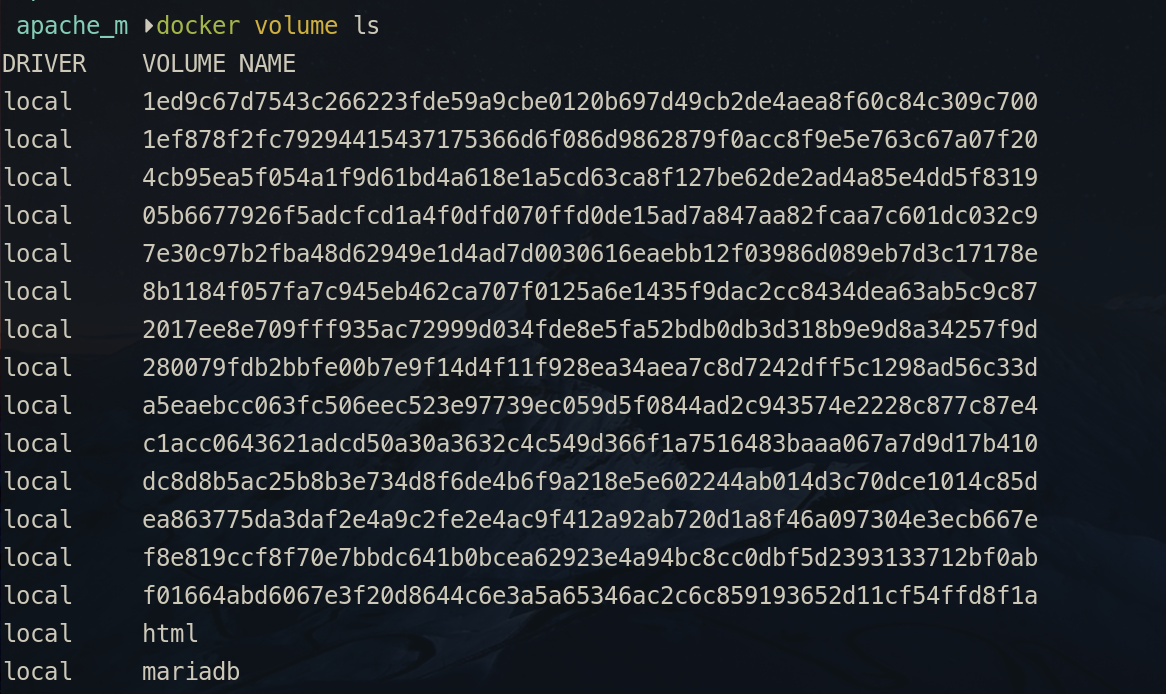 apache_m docker volume ls
DRIVER VOLUME NAME
local 1ed9c67d7543c266223fde59a9cbe0120b697d49cb2de4aea8f60c84c309c700
local 1ef878f2fc79294415437175366d6f086d9862879f0acc8f9e5e763c67a07f20
local 4cb95ea5f054a1f9d61bd4a618e1a5cd63ca8f127be62de2ad4a85e4dd5f8319
local 05b6677926f5adcfcd1a4f0dfd070ffd0de15ad7a847aa82fcaa7c601dc032c9
local 7e30c97b2fba48d62949e1d4ad7d0030616eaebb12f03986d089eb7d3c17178e
local 8b1184f057fa7c945eb462ca707f0125a6e1435f9dac2cc8434dea63ab5c9c87
local 2017ee8e709fff935ac72999d034fde8e5fa52bdb0db3d318b9e9d8a34257f9d
local 280079fdb2bbfe00b7e9f14d4f11f928ea34aea7c8d7242dff5c1298ad56c33d
local a5eaebcc063fc506eec523e97739ec059d5f0844ad2c943574e2228c877c87e4
local c1acc0643621adcd50a30a3632c4c549d366f1a7516483baaa067a7d9d17b410
local dc8d8b5ac25b8b3e734d8f6de4b6f9a218e5e602244ab014d3c70dce1014c85d
local ea863775da3daf2e4a9c2fe2e4ac9f412a92ab720d1a8f46a097304e3ecb667e
local f8e819ccf8f70e7bbdc641b0bcea62923e4a94bc8cc0dbf5d2393133712bf0ab
local f01664abd6067e3f20d8644c6e3a5a65346ac2c6c859193652d11cf54ffd8f1a
local html
local mariadb